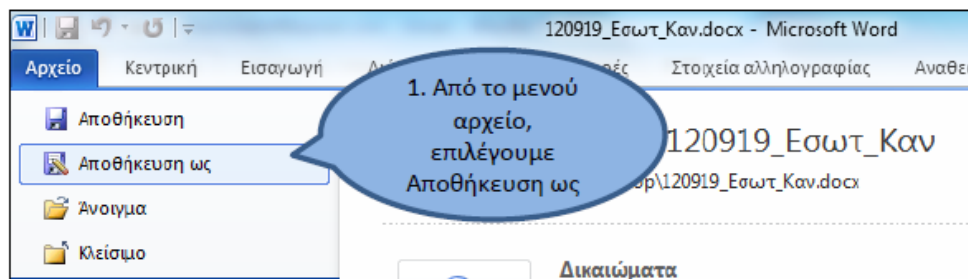 120919_Εσωτ_Καν.docx - Microsoft Word
Αρχείο Κεντρική Εισαγωγή Στοιχεία αλληλογραφίας
1. Από το μενού
αρχείο,
επιλέγουμε
Αποθήκευση ως
Αποθήκευση
Αποθήκευση ως
Άνοιγμα
Κλείσιμο
120919_Εσωτ_Καν
\120919_Εσωτ_Καν.docx
Δικαιώματα